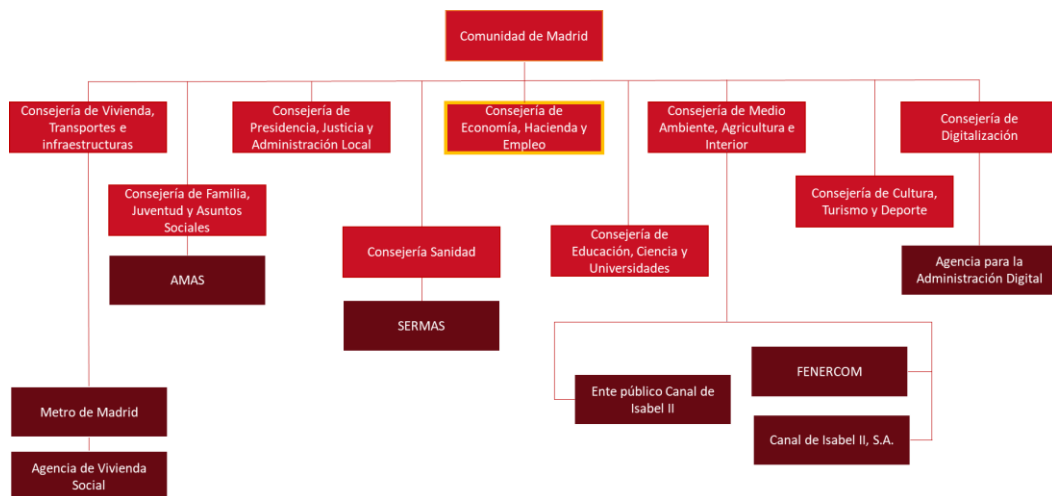 Comunidad de Madrid
Consejería de Vivienda,
Transportes e
infraestructuras
Consejería de
Presidencia, Justicia y
Administración Local
Consejería de
Economía, Hacienda y
Empleo
Consejería de Medio
Ambiente, Agricultura e
Interior
Consejería de
Digitalización
Consejería de Familia,
Juventud y Asuntos
Sociales
Consejería de Cultura,
Turismo y Deporte
Consejería Sanidad
Consejería de
Educación, Ciencia y
Universidades
AMAS
Agencia para la
Administración Digital
SERMAS
Ente público Canal de
Isabel II
FENERCOM
Metro de Madrid
Canal de Isabel II, S.A.
Agencia de Vivienda
Social